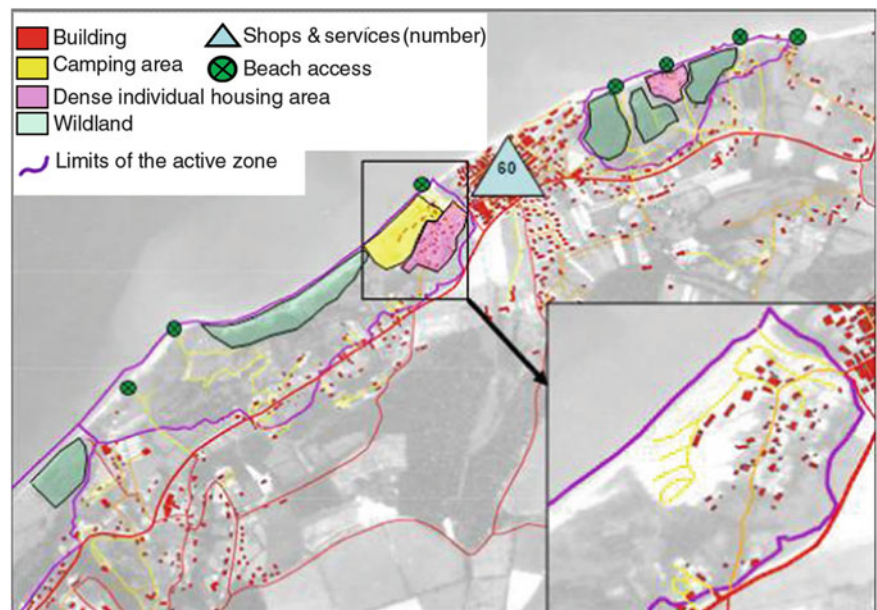 Building
Camping area
Dense individual housing area
Wildland
Limits of the active zone
Shops & services (number)
Beach access
60